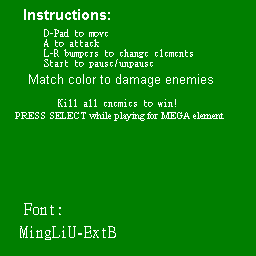 Instructions:
D-Pad to move
A to attack
L-R bumpers to change elements
Start to pause/unpause
Match color to damage enemies
Kill all enemies to win!
PRESS SELECT while playing for MEGA element
Font:
MingLiU-ExtB